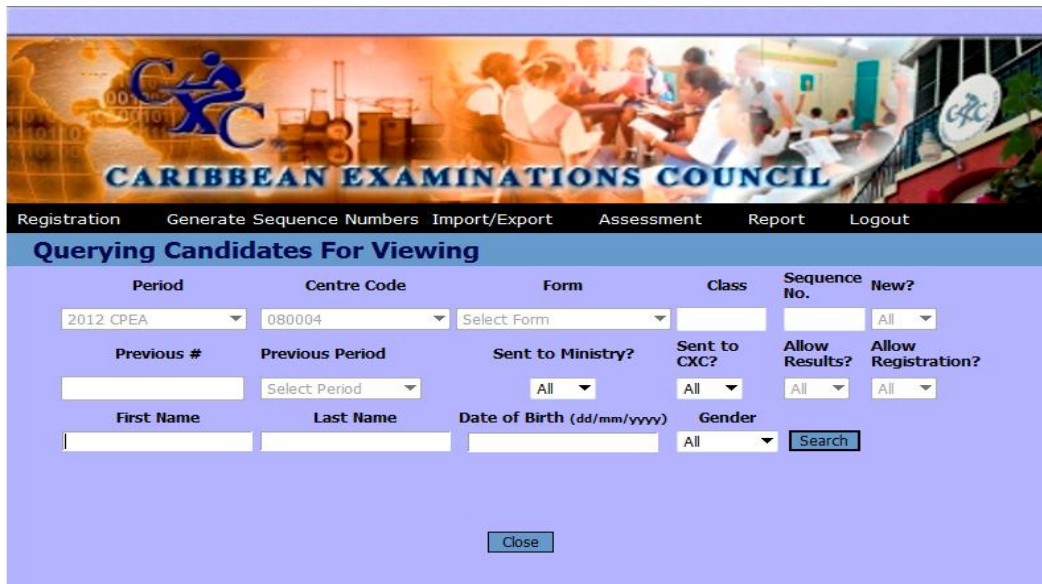 CXC
CXC
CARIBBEAN EXAMINATIONS COUNCIL
Registration Generate Sequence Numbers Import/Export Assessment Report Logout
Querying Candidates For Viewing
Period Centre Code Form Class Sequence No. New?
2012 CPEA 080004 Select Form All
Previous # Previous Period Sent to Ministry? Sent to CXC? Allow Results? Allow Registration?
Select Period All All All All
First Name Last Name Date of Birth (dd/mm/yyyy) Gender
All Search
Close